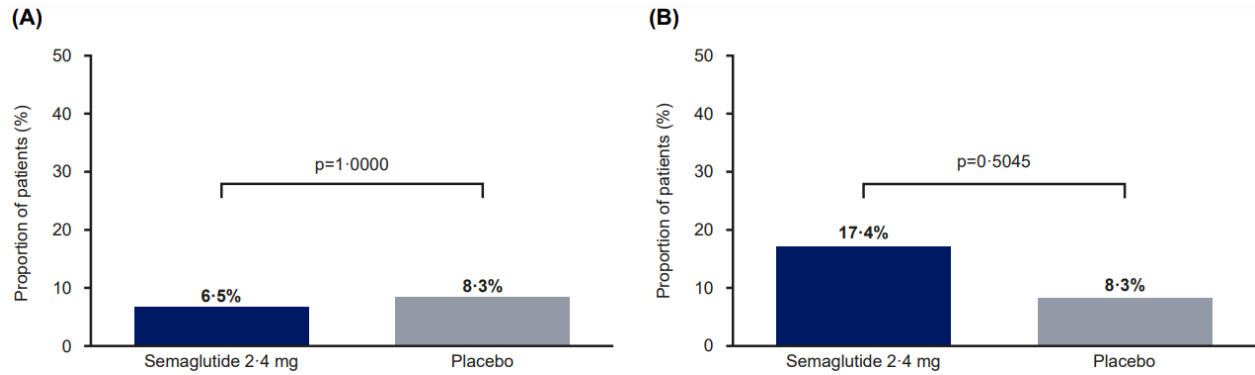 (A)
Proportion of patients (%)
50
40
30
20
10
0
p=1·0000
6·5%
8·3%
Semaglutide 2·4 mg
Placebo
(B)
Proportion of patients (%)
50
40
30
20
10
0
p=0·5045
17·4%
8·3%
Semaglutide 2·4 mg
Placebo